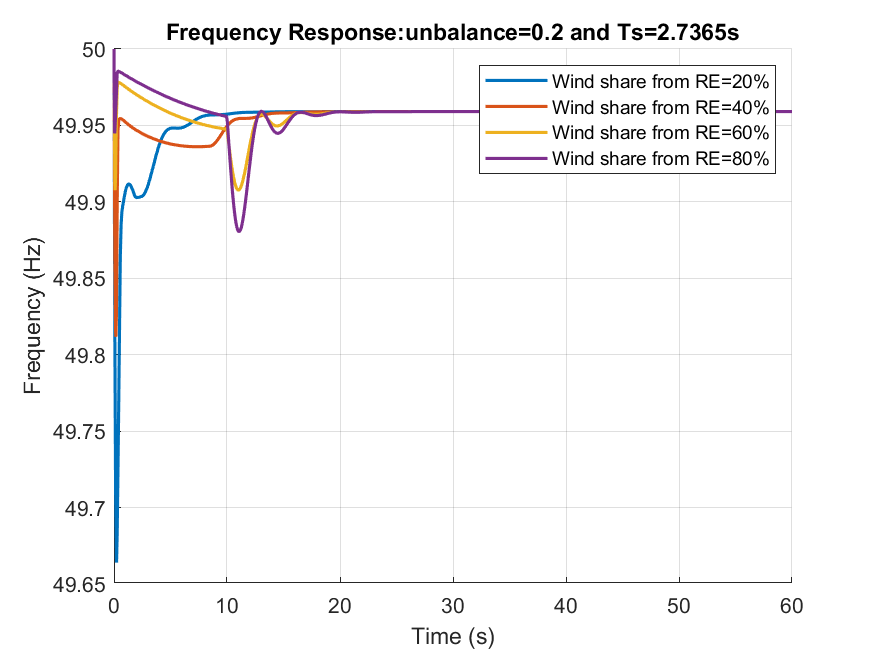 Frequency Response:unbalance=0.2 and Ts=2.7365s
50
49.95
49.9
49.85
49.8
49.75
49.7
49.65
Frequency (Hz)
Wind share from RE=20%
Wind share from RE=40%
Wind share from RE=60%
Wind share from RE=80%
0 10 20 30 40 50 60
Time (s)